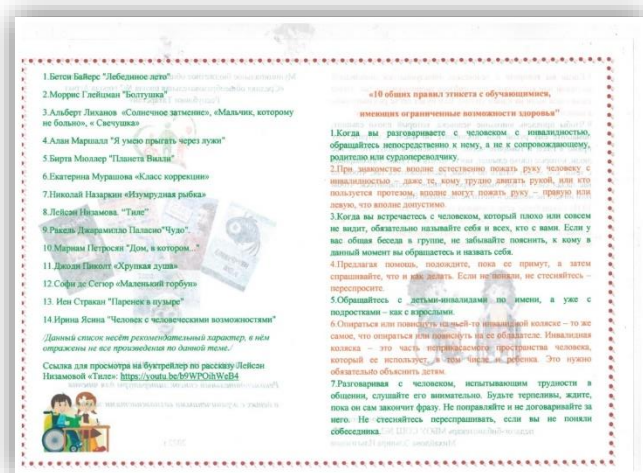 1.Бетси Байерс "Лебединое лето"
2.Моррис Глейцман "Болтушка"
3.Альберт Лиханов «Солнечное затмение», «Мальчик, которому
не больно», « Свечушка»
4.Алан Маршалл "Я умею прыгать через лужи"
5.Бирта Мюллер "Планета Вилли"
6.Екатерина Мурашова «Класс коррекции»
7.Николай Назаркин «Изумрудная рыбка»
8.Лейсан Низамова. "Тиле"
9.Ракель Джорамилло Паласио"Чудо".
10.Мариам Петросян "Дом, в котором..."
11.Джоди Пиколт «Хрупкая душа»
12.Софи де Сегюр «Маленький горбун»
13. Иен Стракан "Паренек в пузыре"
14.Ирина Ясина "Человек с человеческими возможностями"
/Данный список несёт рекомендательный характер, в нём
отражены не все произведения по данной теме./
Ссылка для просмотра на буктрейлер по рассказу Лейсан
Низамовой «Тиле»: https://youtu.be/b9WPOihWeB4
«10 общих правил этикета с обучающимися,
имеющих ограниченные возможности здоровья"
1.Когда вы разговариваете с человеком с инвалидностью,
обращайтесь непосредственно к нему, а не к сопровождающему,
родителю или сурдопереводчику.
2.При знакомстве вполне естественно пожать руку человеку с
инвалидностью – даже те, кому трудно двигать рукой, или кто
пользуется протезом, вполне могут пожать руку – правую или
левую, что вполне допустимо.
3.Когда вы встречаетесь с человеком, который плохо или совсем
не видит, обязательно называйте себя и всех, кто с вами. Если у
вас общая беседа в группе, не забывайте пояснить, к кому в
данный момент вы обращаетесь и назвать себя.
4.Предлагая помощь, подождите, пока ее примут, а затем
спрашивайте, что и как делать. Если не поняли, не стесняйтесь –
переспросите.
5.Обращайтесь с детьми-инвалидами по имени, а уже с
подростками – как с взрослыми.
6.Опираться или повиснуть на чьей-то инвалидной коляске – то же
самое, что опираться или повиснуть на ее обладателе. Инвалидная
коляска – это часть неприкасаемого пространства человека,
который ее использует, в том числе и ребенка. Это нужно
обязательно объяснить детям.
7.Разговаривая с человеком, испытывающим трудности в
общении, слушайте его внимательно. Будьте терпеливы, ждите,
пока он сам закончит фразу. Не поправляйте и не договаривайте за
него. Не стесняйтесь переспрашивать, если вы не поняли
собеседника.